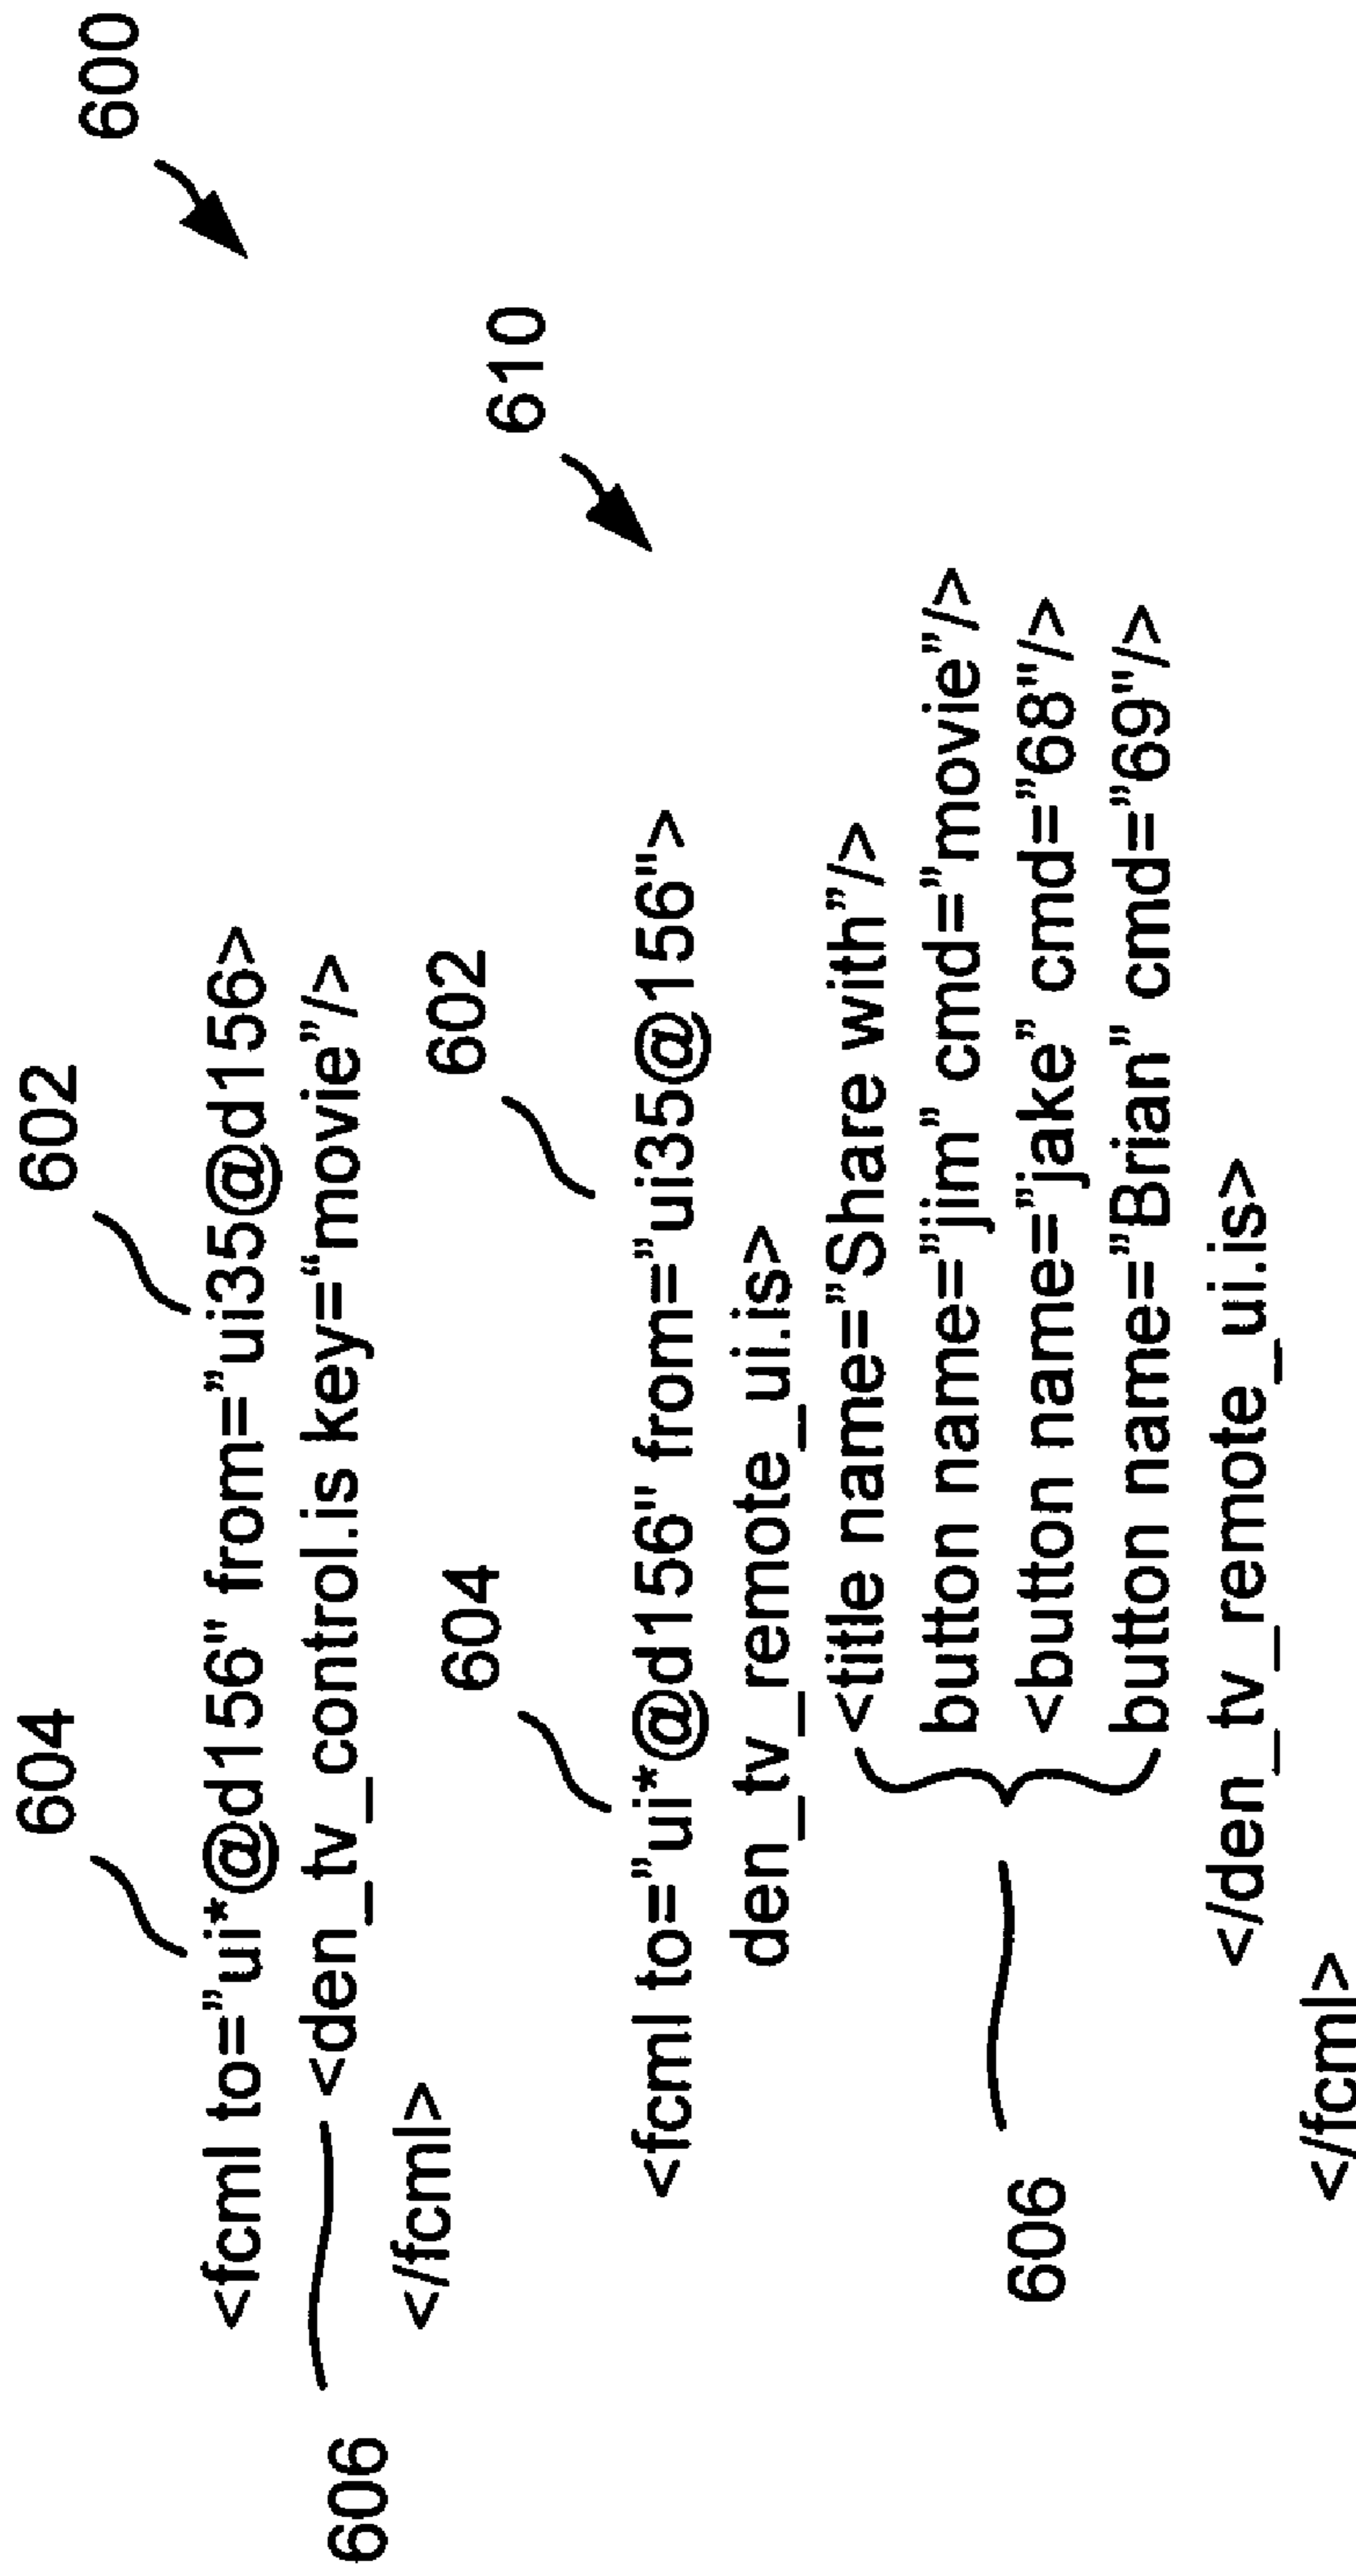 600
602
604
<fcml to=”ui*@d156" from=”ui35@d156>
606
<den_tv_control.is key=“movie”/>
</fcml>
610
602
604
<fcml to=”ui*@d156" from=”ui35@156">
den_tv_remote_ui.is>
606
<title name=”Share with”/>
button name=”jim” cmd=”movie”/>
<button name=”jake” cmd=”68"/>
button name=”Brian” cmd=”69"/>
</den_tv_remote_ui.is>
</fcml>